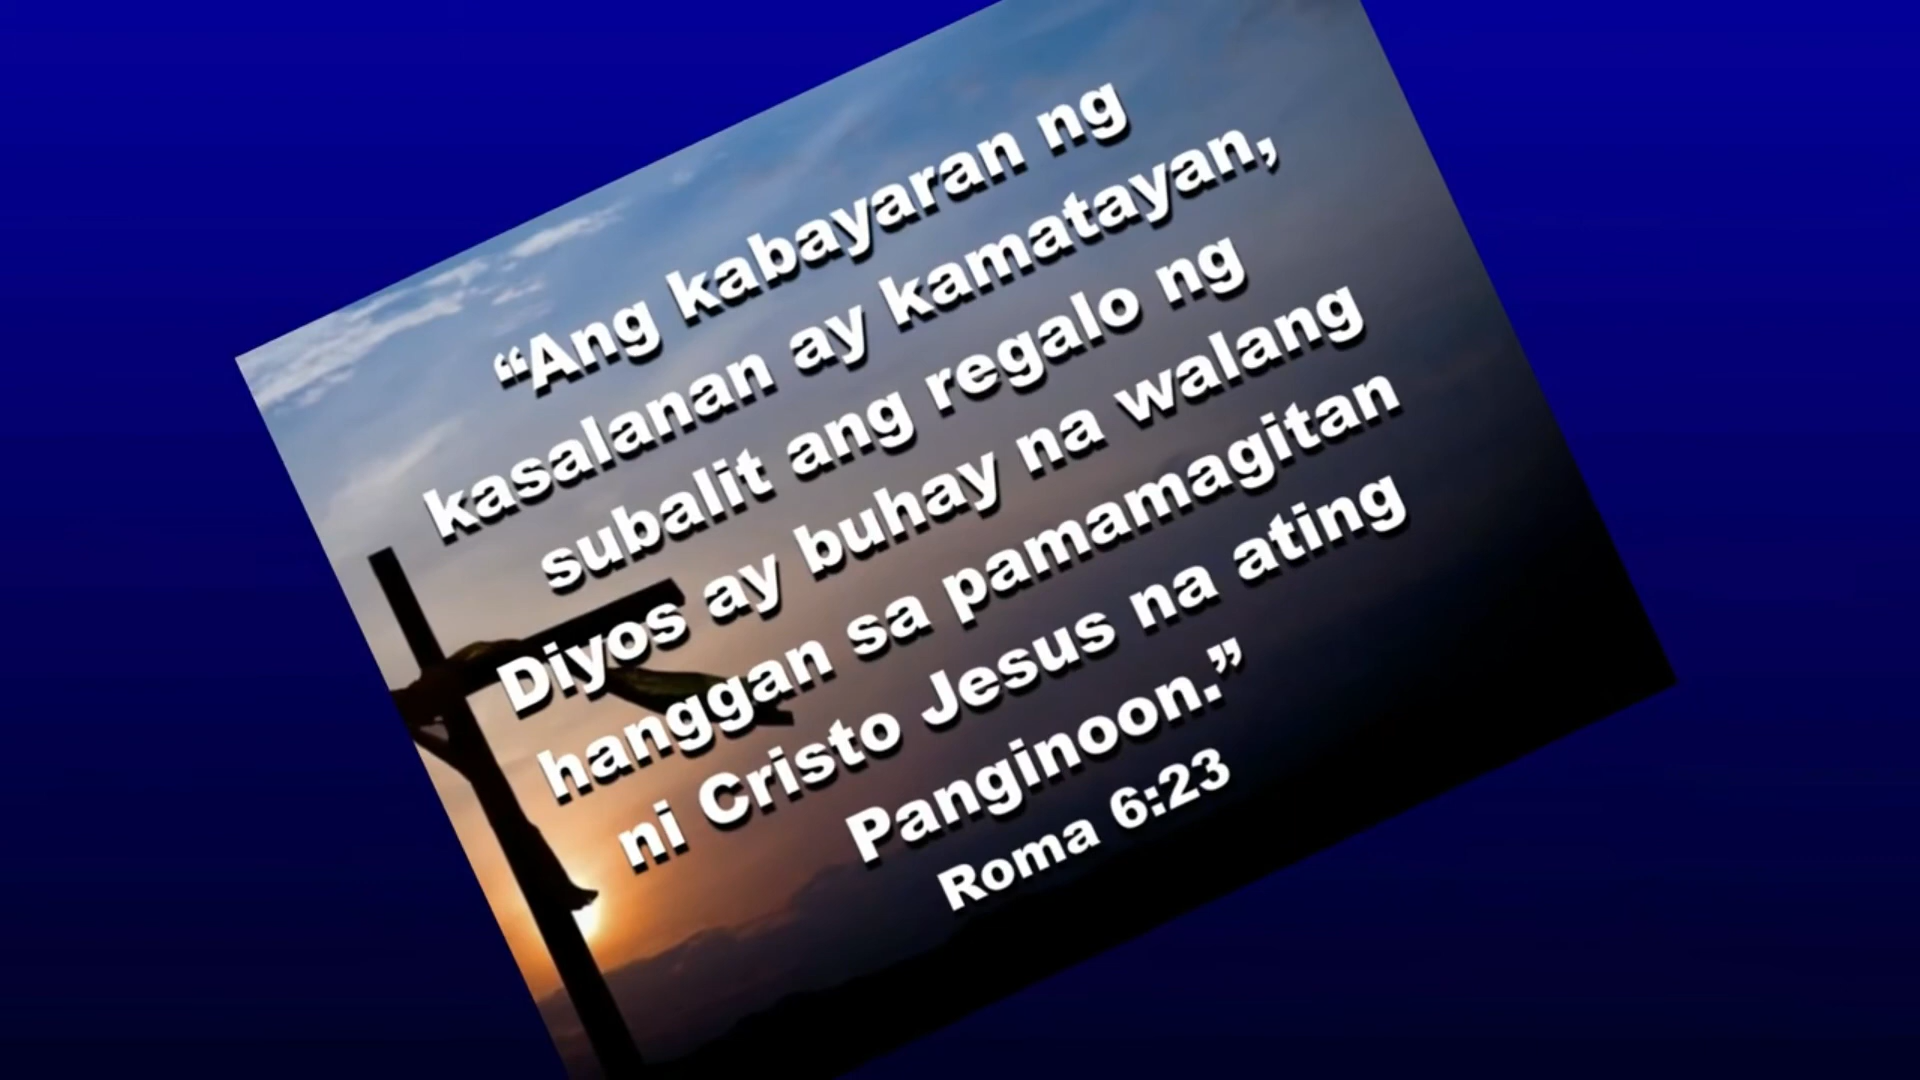 “Ang kabayaran ng
kasalanan ay kamatayan,
subalit ang regalo ng
Diyos ay buhay na walang
hanggan sa pamamagitan
ni Cristo Jesus na ating
Panginoon.”
Roma 6:23